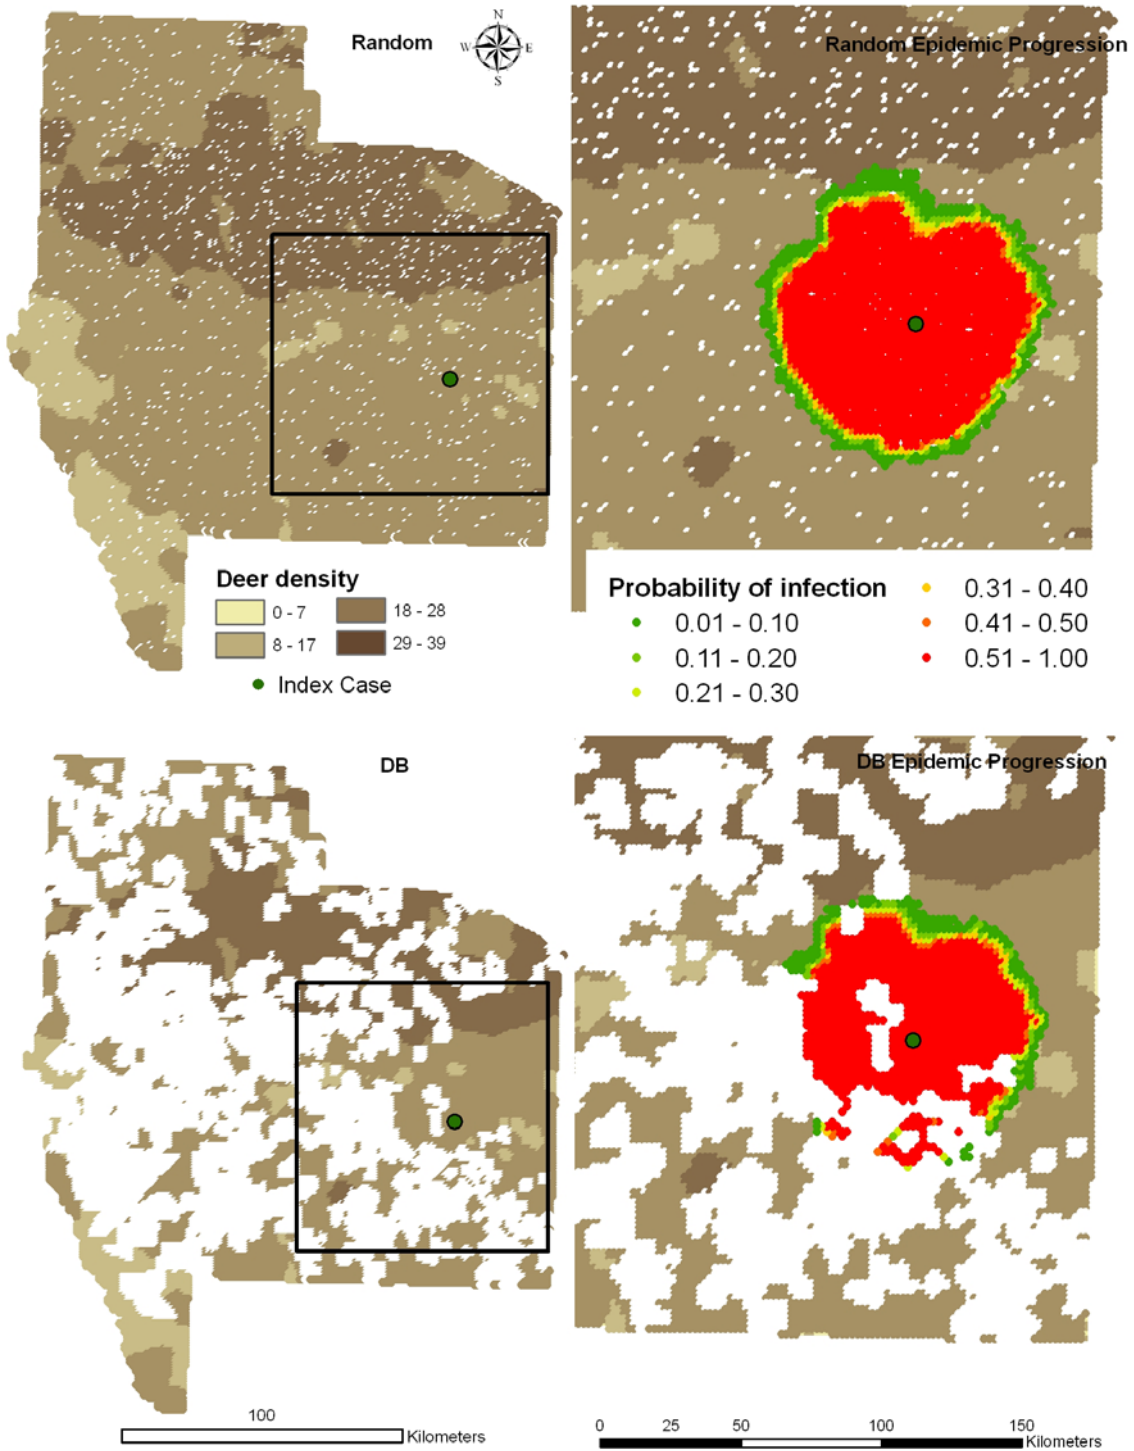 Random
N
W E
S
Random Epidemic Progression
Deer density
0 - 7
18 - 28
8 - 17
29 - 39
Index Case
Probability of infection
0.01 - 0.10
0.11 - 0.20
0.21 - 0.30
0.31 - 0.40
0.41 - 0.50
0.51 - 1.00
DB
DB Epidemic Progression
100
Kilometers
0 25 50 100 150
Kilometers